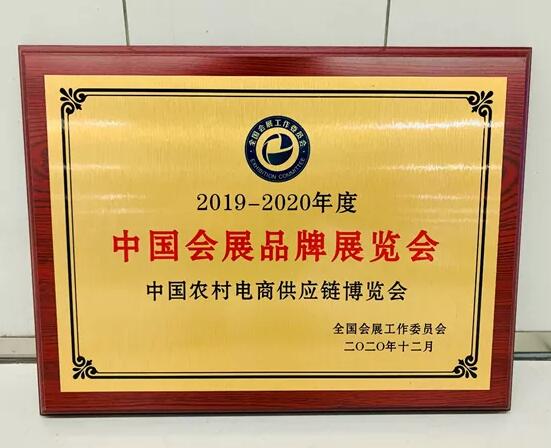 全国会展工作委员会
EXHIBITION COMMITTEE
2019-2020年度
中国会展品牌展览会
中国农村电商供应链博览会
全国会展工作委员会
二〇二〇年十二月